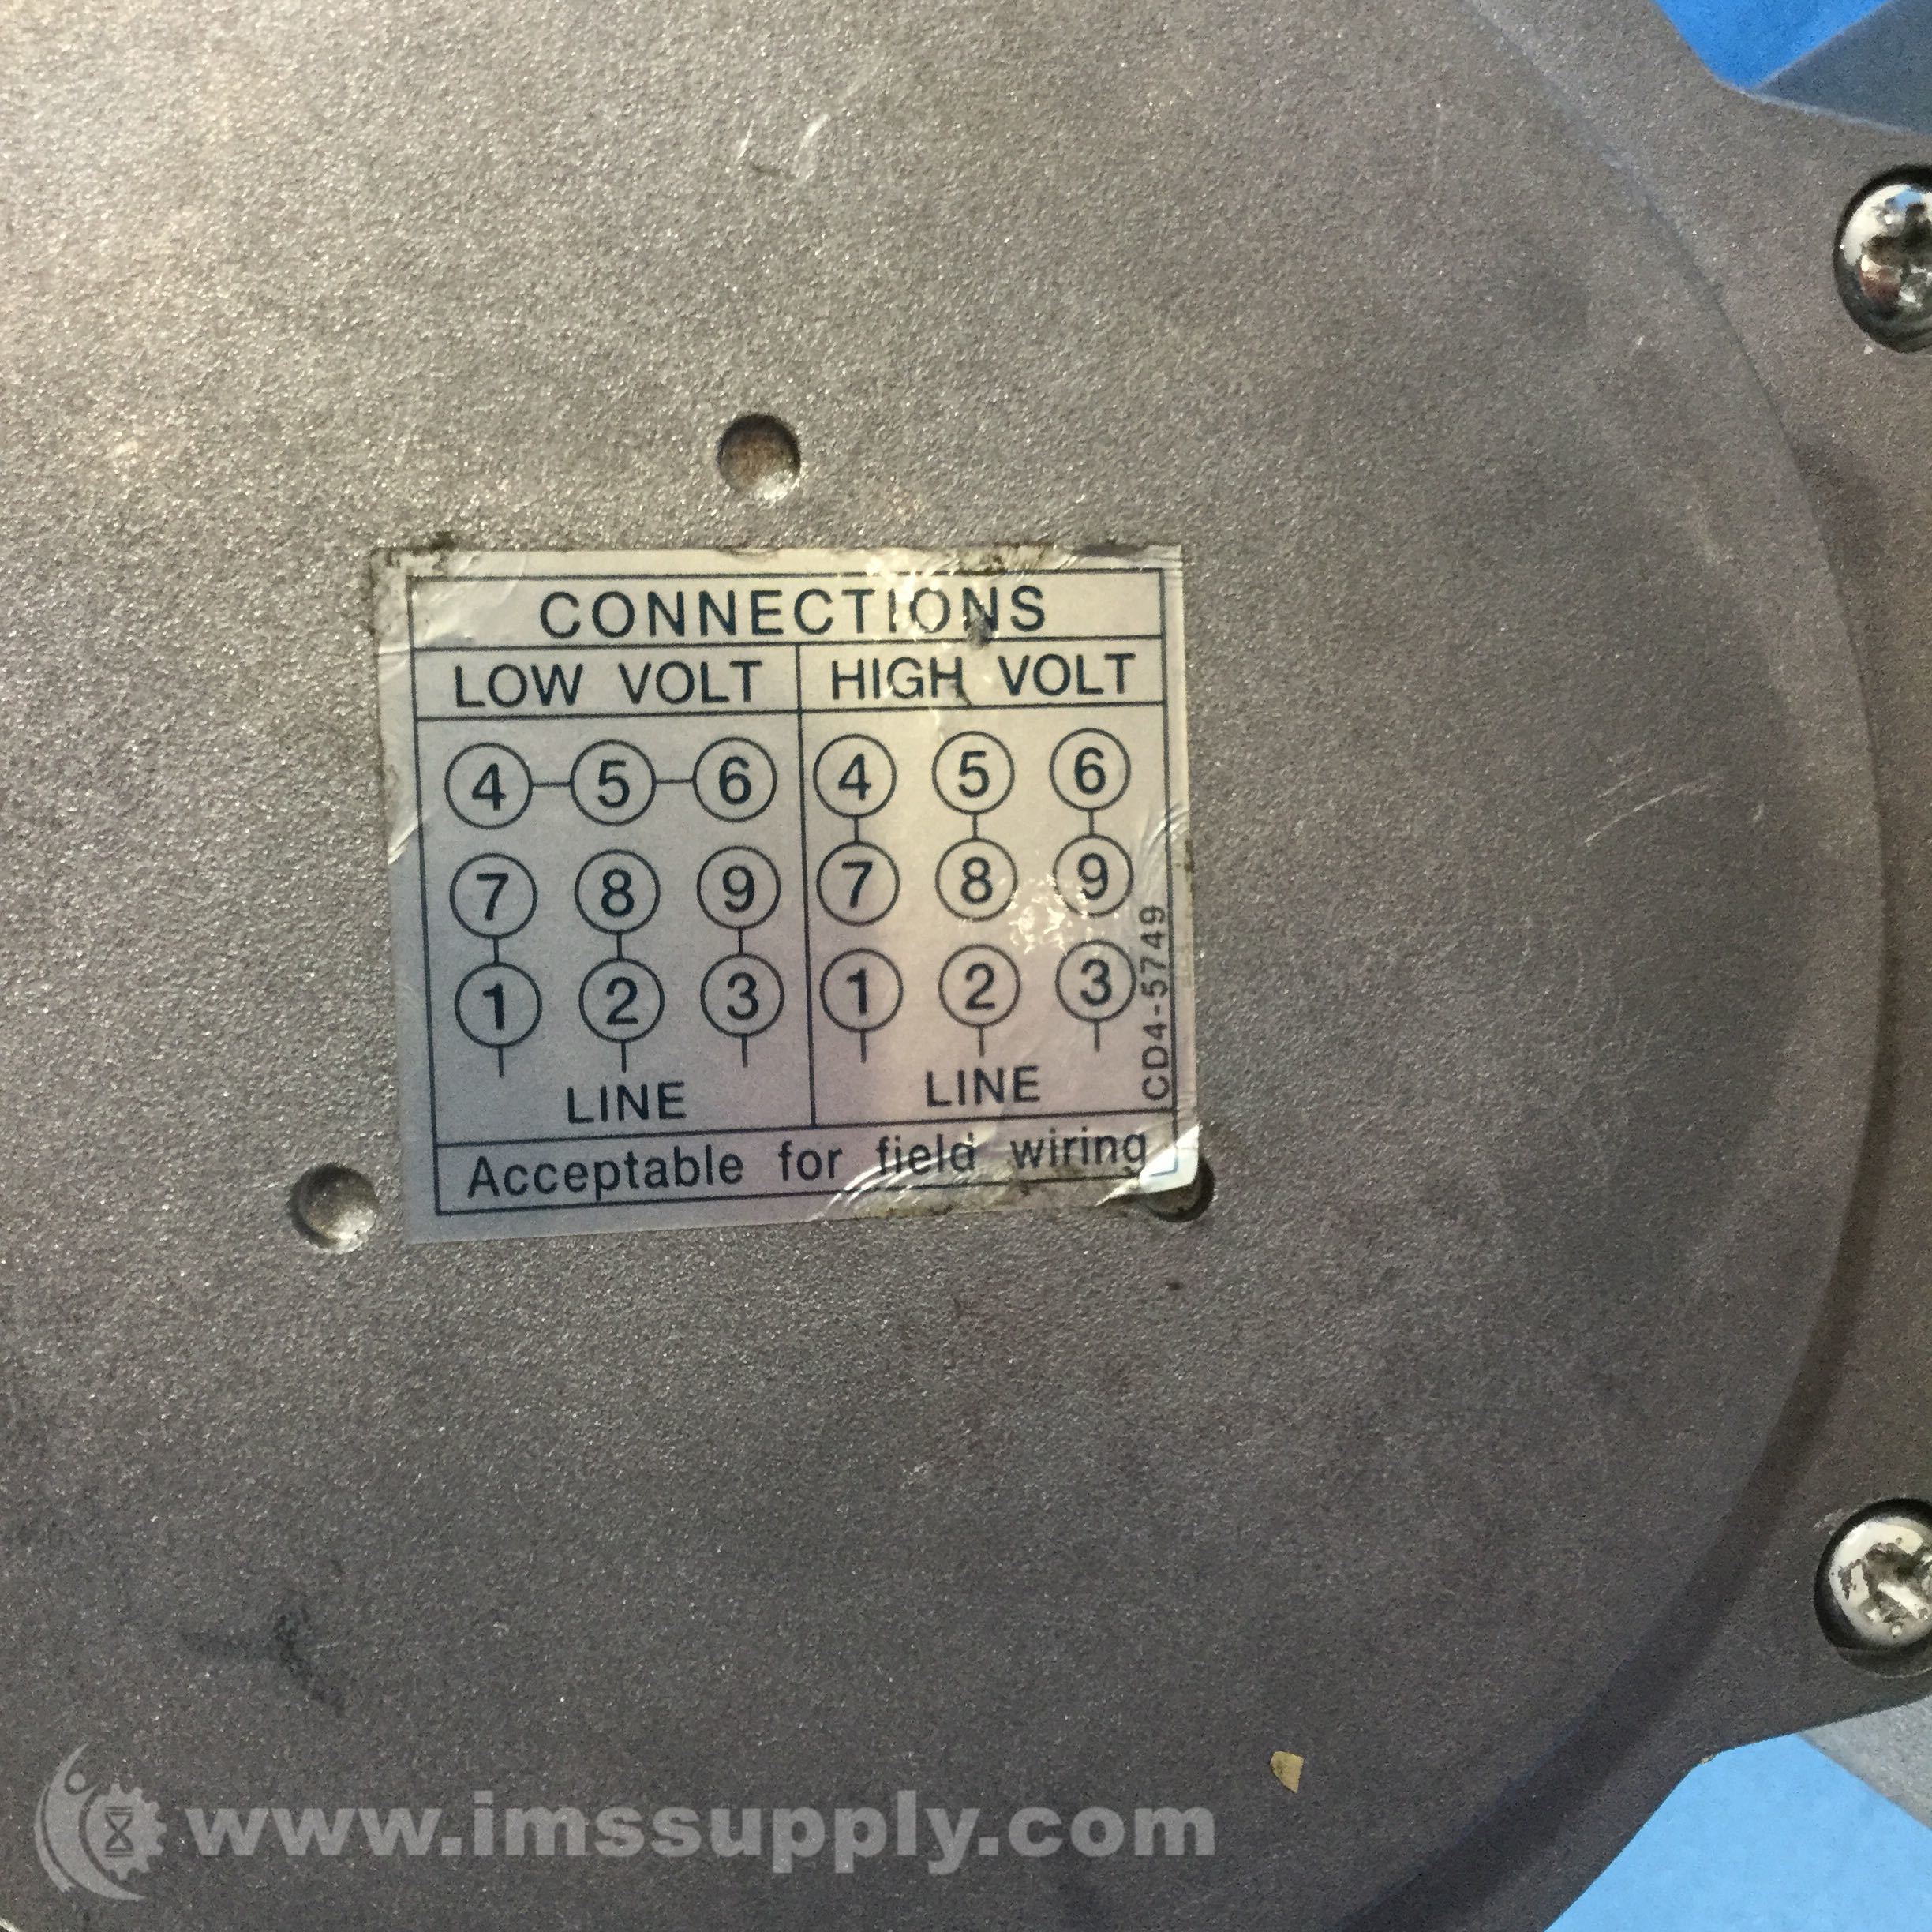 CONNECTIONS
LOW VOLT HIGH VOLT
4 5 6 4 5 6
7 8 9 7 8 9
1 2 3 1 2 3
LINE LINE
CD4-5749
Acceptable for field wiring
www.imssupply.com